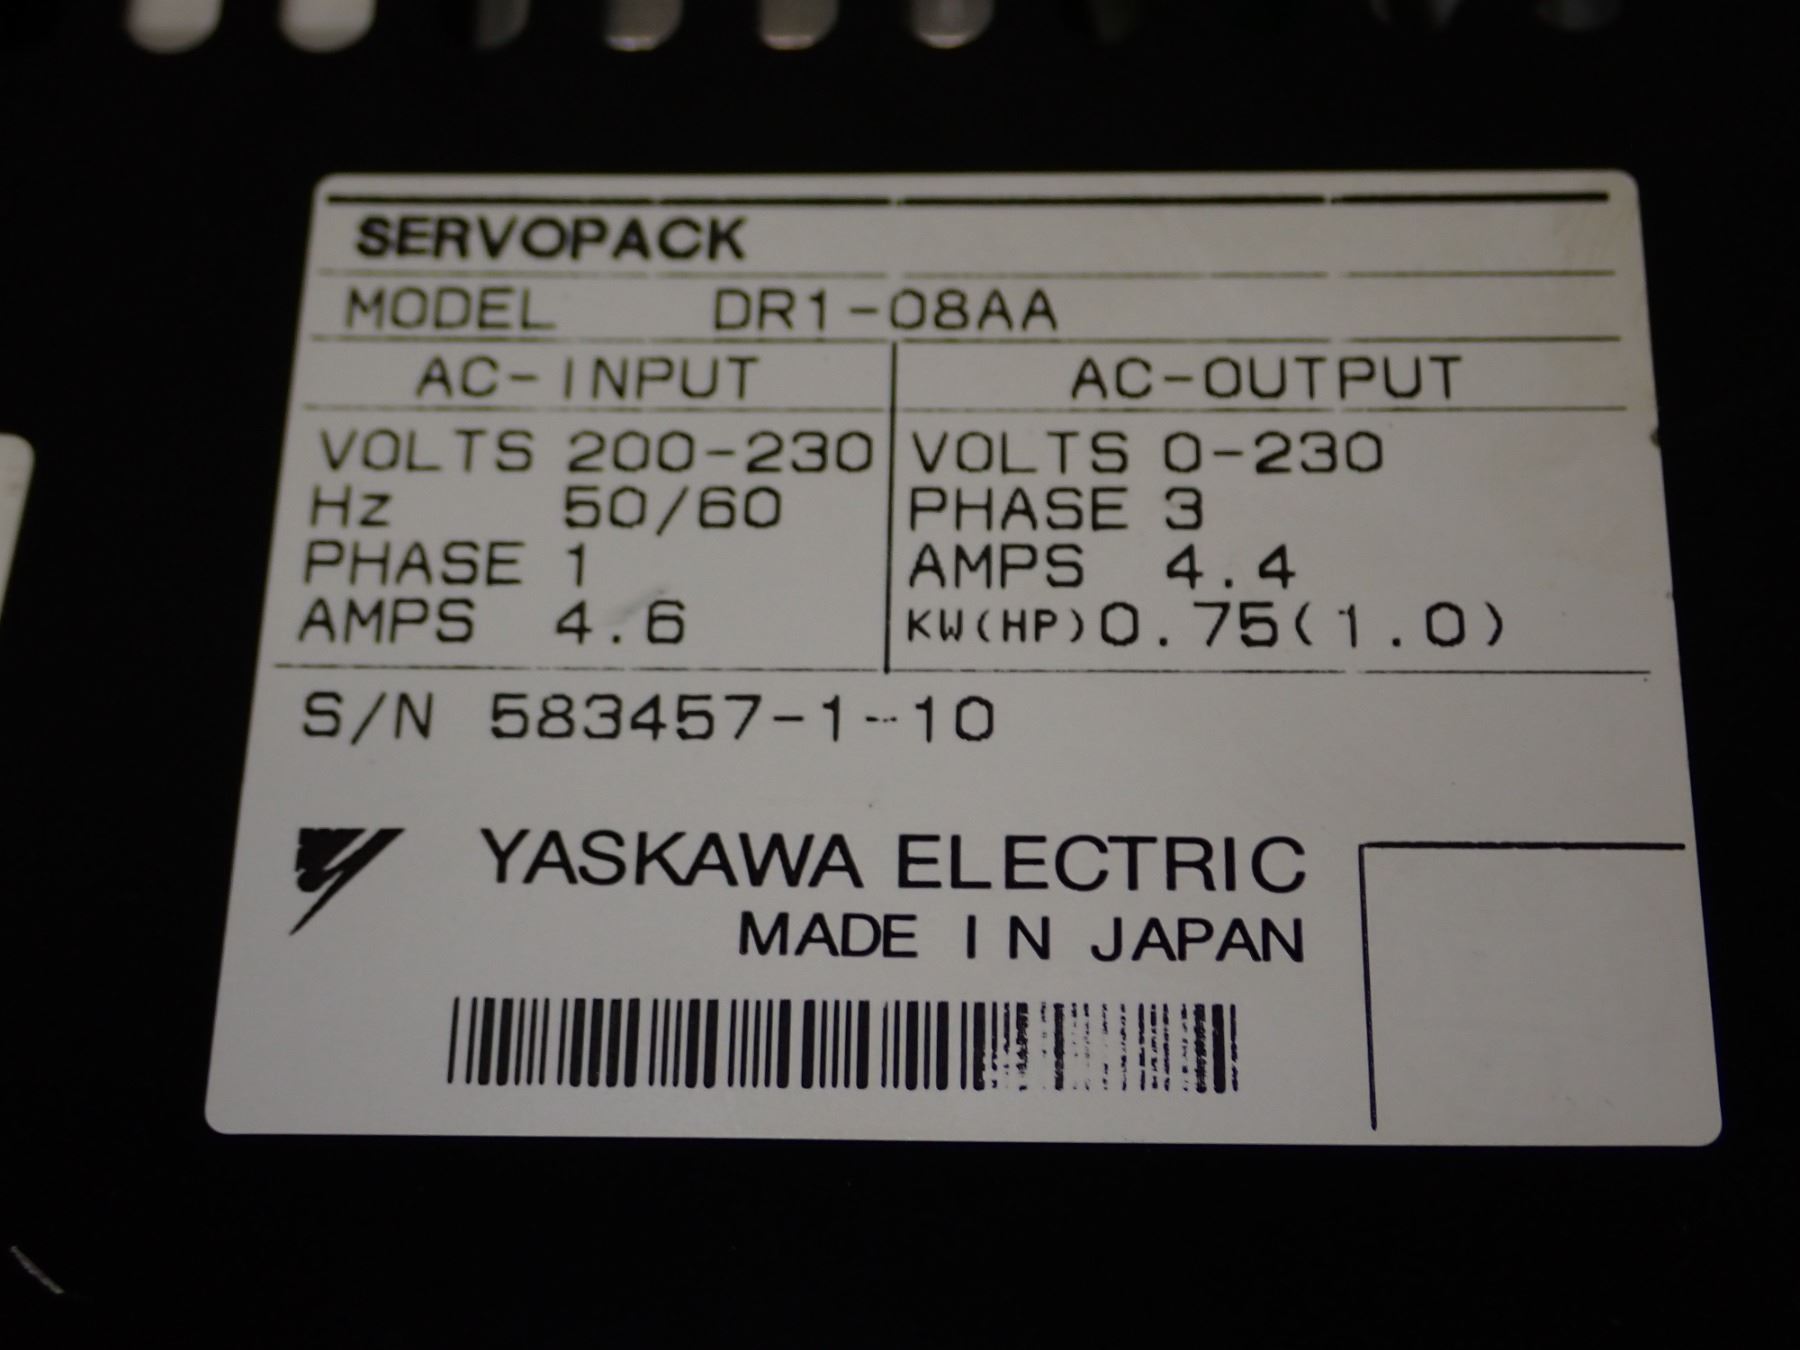 SERVOPACK
MODEL DR1-08AA
AC-INPUT AC-OUTPUT
VOLTS 200-230 VOLTS 0-230
Hz 50/60 PHASE 3
PHASE 1 AMPS 4.4
AMPS 4.6 KW(HP) 0.75(1.0)
S/N 583457-1-10
YASKAWA ELECTRIC
MADE IN JAPAN